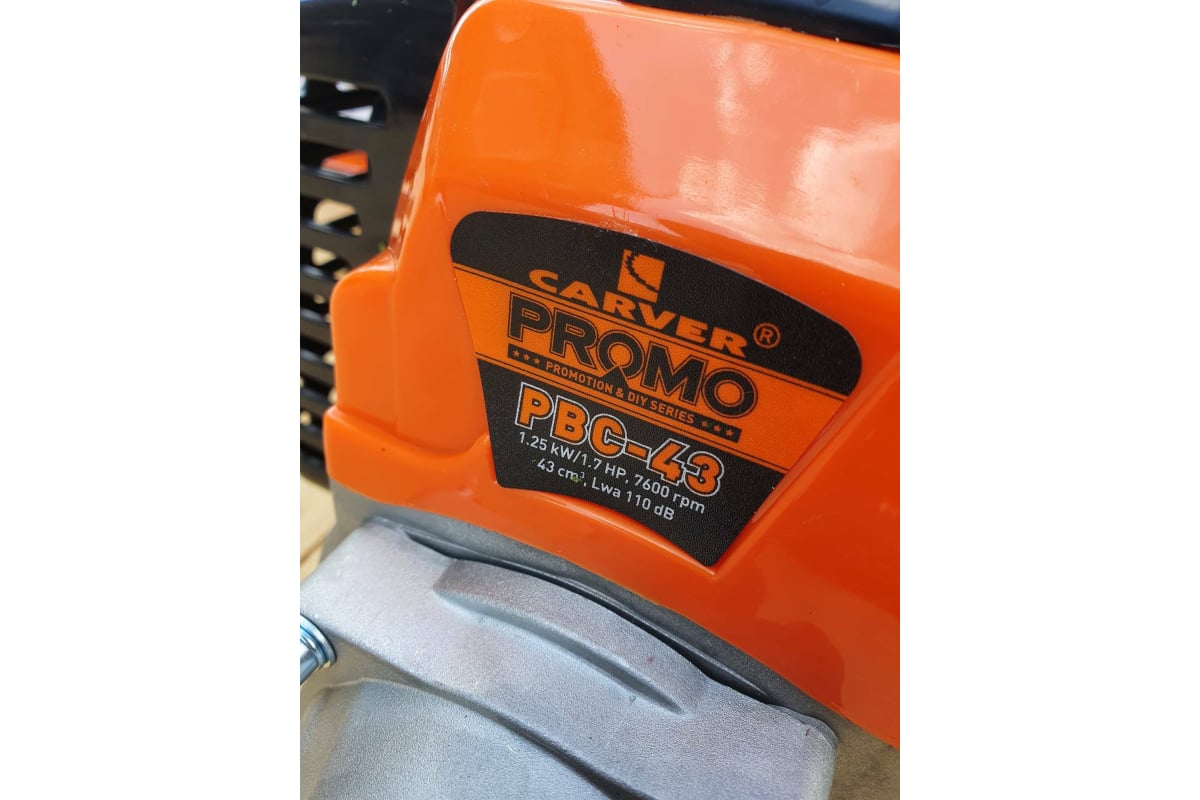 CARVER®
PROMO
*** PROMOTION & DIY SERIES ***
PBC-43
1.25 kW/1.7 HP, 7600 rpm
43 cm³, Lwa 110 dB